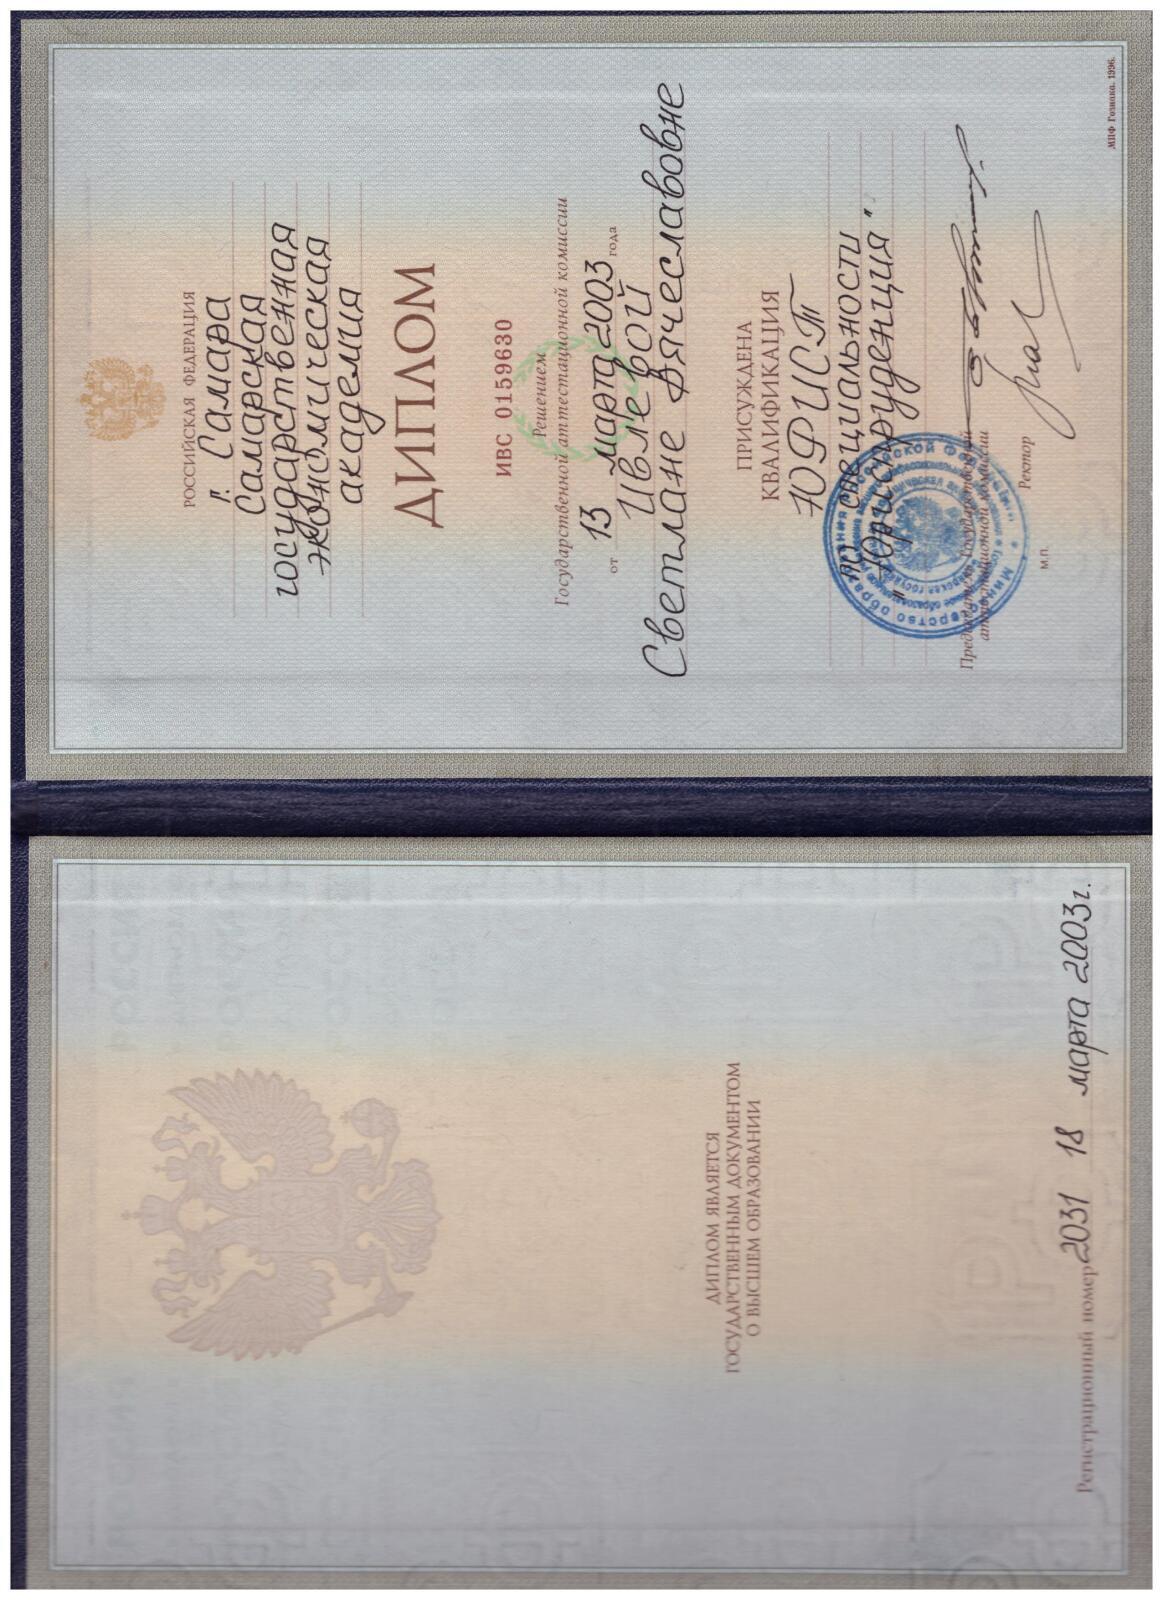 ДИПЛОМ ЯВЛЯЕТСЯ
ГОСУДАРСТВЕННЫМ ДОКУМЕНТОМ
О ВЫСШЕМ ОБРАЗОВАНИИ
Регистрационный номер 2031 18 марта 2003г.
РОССИЙСКАЯ ФЕДЕРАЦИЯ
г. Самара
Самарская
государственная
экономическая
академия
ДИПЛОМ
ИВС 0159630
Решением
Государственной аттестационной комиссии
от 13 марта 2003 года
Светлане Вячеславовне
ПРИСУЖДЕНА
КВАЛИФИКАЦИЯ
ЮРИСТ
по специальности
"Юриспруденция"
Председатель Государственной
аттестационной комиссии
Ректор
М.П.
МПФ Гознака. 1996.